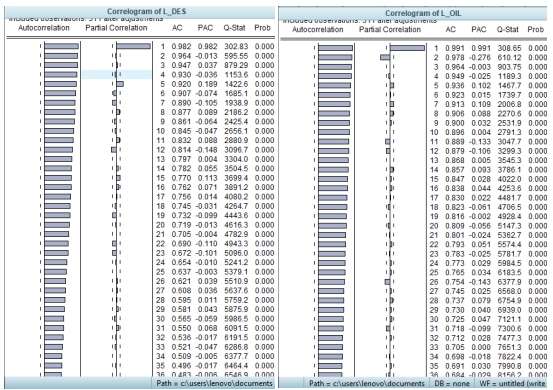 Correlogram of L_DES
Included observations: 311 after adjustments
Autocorrelation Partial Correlation AC PAC Q-Stat Prob
1 0.982 0.982 302.83 0.000
2 0.964 -0.013 595.55 0.000
3 0.947 0.037 879.29 0.000
4 0.930 -0.036 1153.6 0.000
5 0.920 0.189 1422.6 0.000
6 0.907 -0.074 1685.1 0.000
7 0.890 -0.105 1938.9 0.000
8 0.877 0.089 2186.2 0.000
9 0.861 -0.064 2425.4 0.000
10 0.845 -0.047 2656.1 0.000
11 0.832 0.088 2880.9 0.000
12 0.814 -0.148 3096.7 0.000
13 0.797 0.004 3304.0 0.000
14 0.782 0.055 3504.5 0.000
15 0.770 0.113 3699.4 0.000
16 0.762 0.071 3891.2 0.000
17 0.756 0.014 4080.2 0.000
18 0.745 -0.031 4264.7 0.000
19 0.732 -0.099 4443.6 0.000
20 0.719 -0.013 4616.3 0.000
21 0.705 -0.004 4782.9 0.000
22 0.690 -0.110 4943.3 0.000
23 0.672 -0.101 5096.0 0.000
24 0.654 -0.010 5241.2 0.000
25 0.637 -0.003 5379.1 0.000
26 0.621 0.039 5510.9 0.000
27 0.608 0.036 5637.6 0.000
28 0.595 0.011 5759.2 0.000
29 0.581 0.043 5875.9 0.000
30 0.565 -0.059 5986.5 0.000
31 0.550 0.068 6091.5 0.000
32 0.536 -0.017 6191.5 0.000
33 0.521 -0.047 6286.8 0.000
34 0.509 -0.005 6377.7 0.000
35 0.496 -0.017 6464.4 0.000
36 0.483 -0.006 6546.9 0.000
Path = c:\users\lenovo\documents
Correlogram of L_OIL
Included observations: 311 after adjustments
Autocorrelation Partial Correlation AC PAC Q-Stat Prob
1 0.991 0.991 308.65 0.000
2 0.978 -0.276 610.12 0.000
3 0.964 -0.003 903.75 0.000
4 0.949 -0.025 1189.3 0.000
5 0.936 0.102 1467.7 0.000
6 0.923 0.015 1739.7 0.000
7 0.913 0.109 2006.8 0.000
8 0.906 0.088 2270.6 0.000
9 0.900 0.032 2531.9 0.000
10 0.896 0.004 2791.3 0.000
11 0.889 -0.133 3047.7 0.000
12 0.879 -0.106 3299.3 0.000
13 0.868 0.005 3545.3 0.000
14 0.857 0.093 3786.1 0.000
15 0.847 0.028 4022.0 0.000
16 0.838 0.044 4253.6 0.000
17 0.830 0.022 4481.7 0.000
18 0.823 -0.061 4706.5 0.000
19 0.816 -0.002 4928.4 0.000
20 0.809 -0.056 5147.3 0.000
21 0.801 -0.024 5362.7 0.000
22 0.793 0.051 5574.4 0.000
23 0.783 -0.025 5781.7 0.000
24 0.773 0.029 5984.5 0.000
25 0.765 0.034 6183.5 0.000
26 0.754 -0.143 6377.9 0.000
27 0.745 0.025 6568.0 0.000
28 0.737 0.079 6754.9 0.000
29 0.730 0.040 6939.0 0.000
30 0.725 0.047 7121.1 0.000
31 0.718 -0.099 7300.6 0.000
32 0.712 0.028 7477.3 0.000
33 0.705 0.000 7651.3 0.000
34 0.698 -0.018 7822.4 0.000
35 0.691 0.030 7990.8 0.000
36 0.684 -0.029 8156.2 0.000
Path = c:\users\lenovo\documents DB = none WF = untitled (write